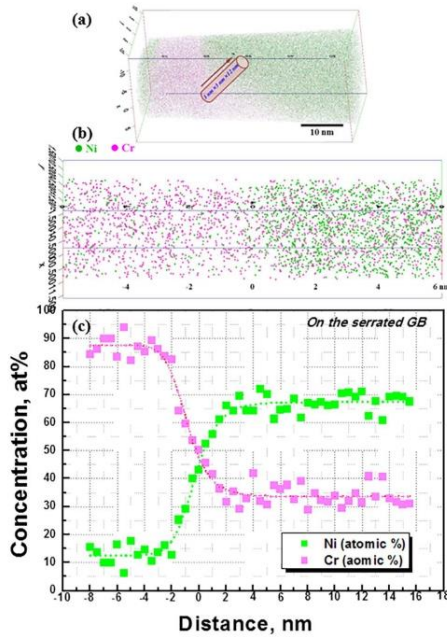 (a)
10 nm
(b)
Ni Cr
-4 -2 0 2 4 6 nm
(c)
On the serrated GB
Concentration, at%
100
90
80
70
60
50
40
30
20
10
0
Ni (atomic %)
Cr (aomic %)
-10 -8 -6 -4 -2 0 2 4 6 8 10 12 14 16 18
Distance, nm